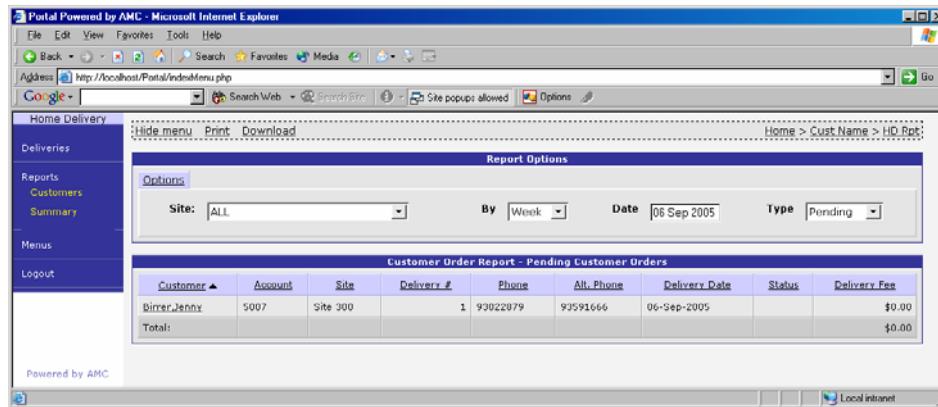 Portal Powered by AMC - Microsoft Internet Explorer
File Edit View Favorites Tools Help
Back Search Favorites Media
Address http://localhost/Portal/indexMenu.php Go
Google Search Web Search Site Site popups allowed Options
Home Delivery
Hide menu Print Download Home > Cust Name > HD Rpt
Deliveries
Report Options
Reports
Options
Customers
Summary
Site: ALL By Week Date 06 Sep 2005 Type Pending
Menus
Logout
Customer Order Report - Pending Customer Orders
Customer Account Site Delivery # Phone Alt. Phone Delivery Date Status Delivery Fee
Birrer,Jenny 5007 Site 300 1 93022879 93591666 06-Sep-2005 $0.00
Total: $0.00
Powered by AMC
Local intranet